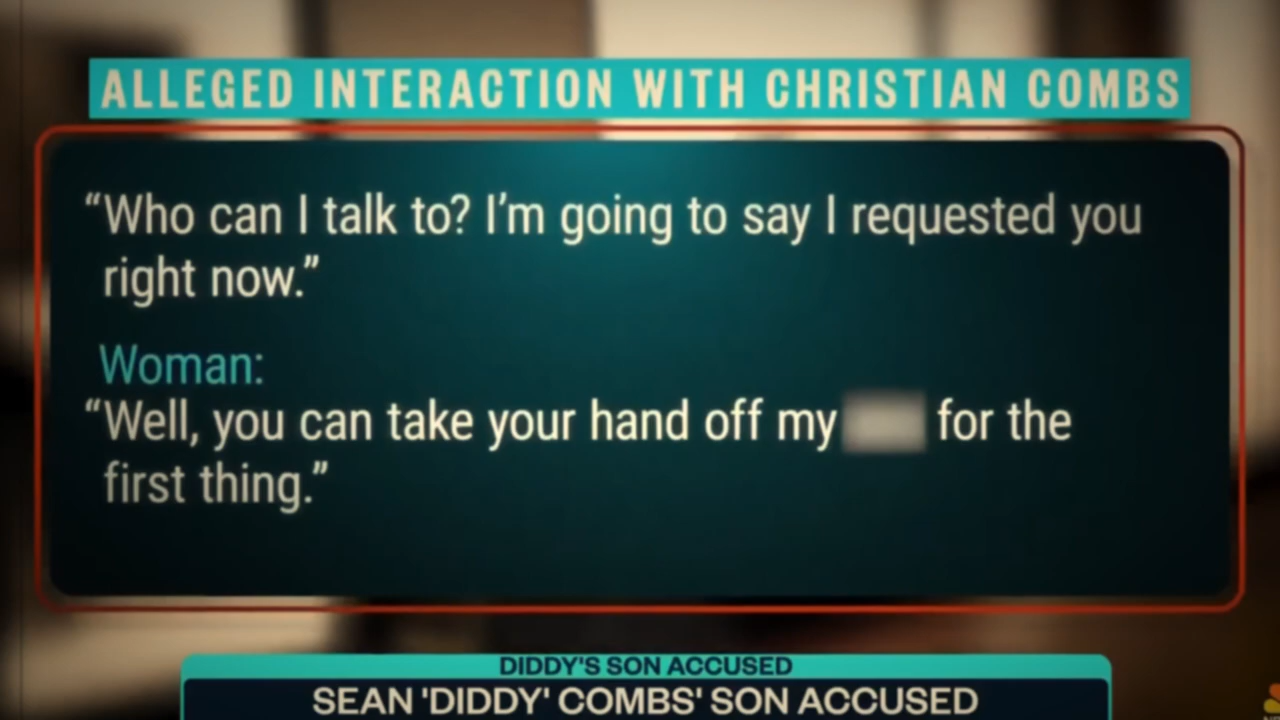 ALLEGED INTERACTION WITH CHRISTIAN COMBS
“Who can I talk to? I’m going to say I requested you
right now.”
Woman:
“Well, you can take your hand off my for the
first thing.”
DIDDY'S SON ACCUSED
SEAN 'DIDDY' COMBS' SON ACCUSED